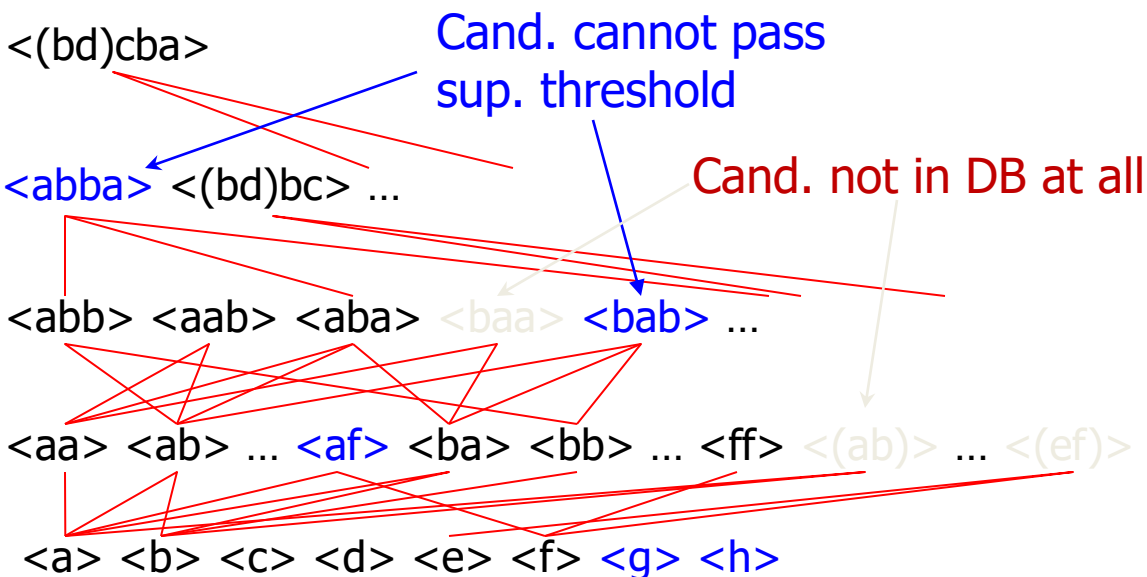 <(bd)cba>
Cand. cannot pass
sup. threshold
<abba> <(bd)bc> ...
Cand. not in DB at all
<abb> <aab> <aba> <baa> <bab> ...
<aa> <ab> ... <af> <ba> <bb> ... <ff> <(ab)> ... <(ef)>
<a> <b> <c> <d> <e> <f> <g> <h>